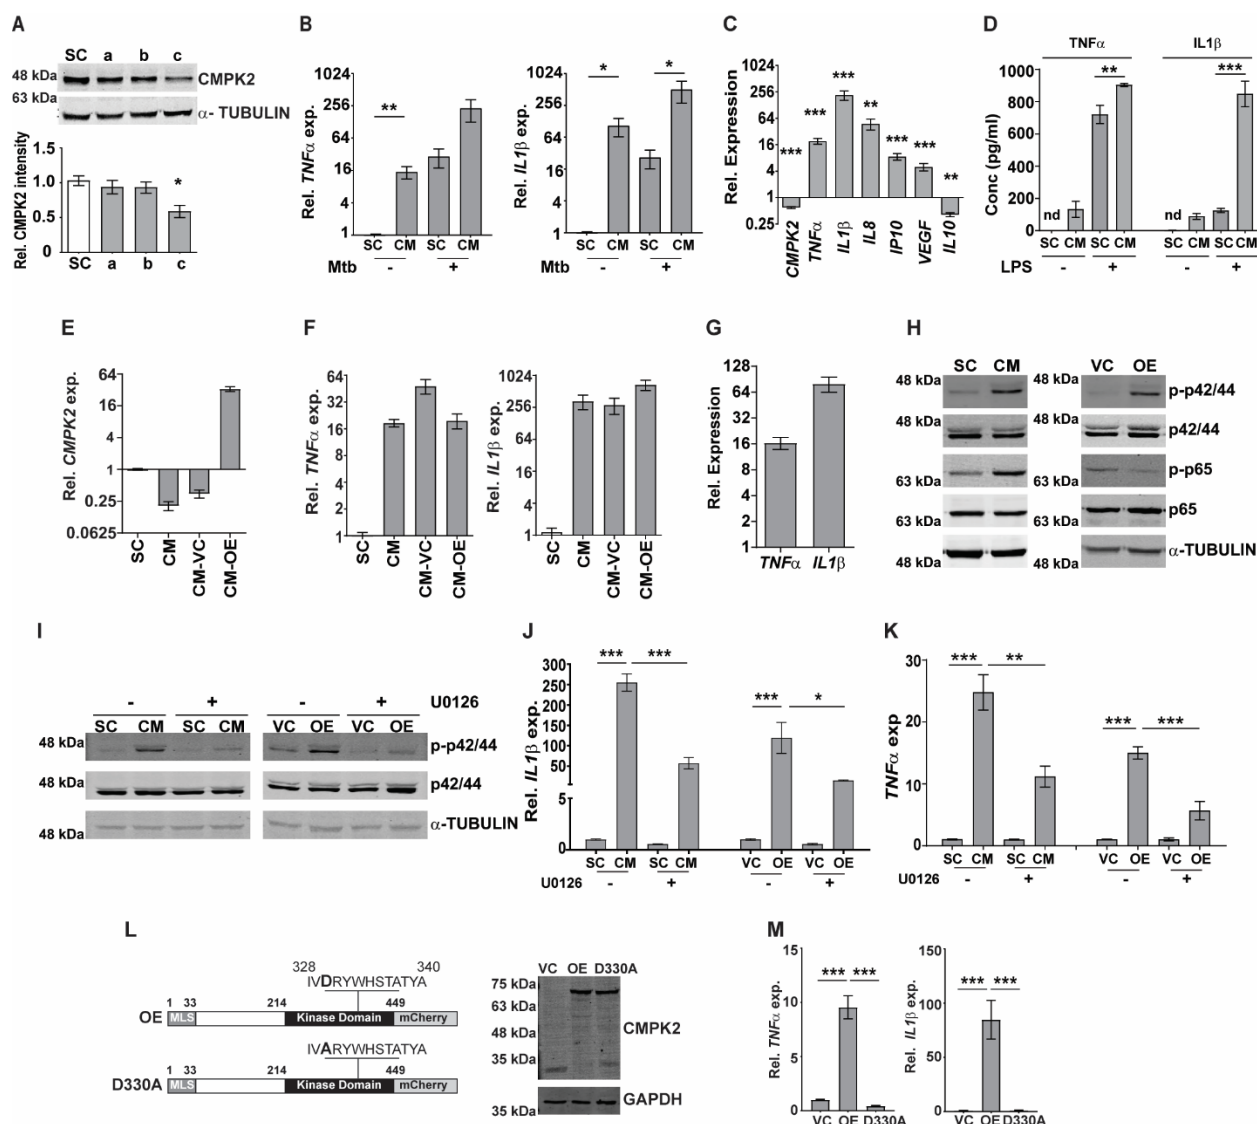 A
SC a b c
48 kDa
CMPK2
63 kDa
α- TUBULIN
Rel. CMPK2 intensity
1.5
1.0
0.5
0
*
SC a b c
B
Rel. TNFα exp.
1024
256
64
16
4
1
**
SC CM SC CM
Mtb - +
Rel. IL1β exp.
1024
256
64
16
4
1
* *
SC CM SC CM
Mtb - +
C
Rel. Expression
1024
256
64
16
4
1
0.25
*** *** *** ** *** *** **
CMPK2 TNFα IL1β IL8 IP10 VEGF IL10
D
TNFα IL1β
Conc (pg/ml)
1000
800
600
400
200
0
nd ** nd ***
SC CM SC CM SC CM SC CM
LPS - + - +
E
Rel. CMPK2 exp.
64
16
4
1
0.25
0.0625
SC CM CM-VC CM-OE
F
Rel. TNFα exp.
64
32
16
8
4
2
1
SC CM CM-VC CM-OE
Rel. IL1β exp.
1024
256
64
16
4
1
SC CM CM-VC CM-OE
G
Rel. Expression
128
64
32
16
8
4
2
1
TNFα IL1β
H
SC CM VC OE
48 kDa 48 kDa p-p42/44
48 kDa 48 kDa p42/44
63 kDa 63 kDa p-p65
63 kDa 63 kDa p65
48 kDa 48 kDa α-TUBULIN
I
- + - + U0126
SC CM SC CM VC OE VC OE
48 kDa p-p42/44
48 kDa p42/44
48 kDa α-TUBULIN
J
Rel. IL1β exp.
300
250
200
150
100
50
5
0
*** *** *** *
SC CM SC CM VC OE VC OE
U0126 - + - +
K
TNFα exp
30
20
10
0
*** ** *** ***
SC CM SC CM VC OE VC OE
U0126 - + - +
L
328 340
IVDRYWHSTATYA
1 33 214 449
OE MLS Kinase Domain mCherry
IVARYWHSTATYA
1 33 214 449
D330A MLS Kinase Domain mCherry
VC OE D330A
75 kDa
63 kDa
48 kDa
35 kDa
CMPK2
GAPDH
35 kDa
M
Rel. TNFα exp.
15
10
5
0
*** ***
VC OE D330A
Rel. IL1β exp.
150
100
50
0
*** ***
VC OE D330A